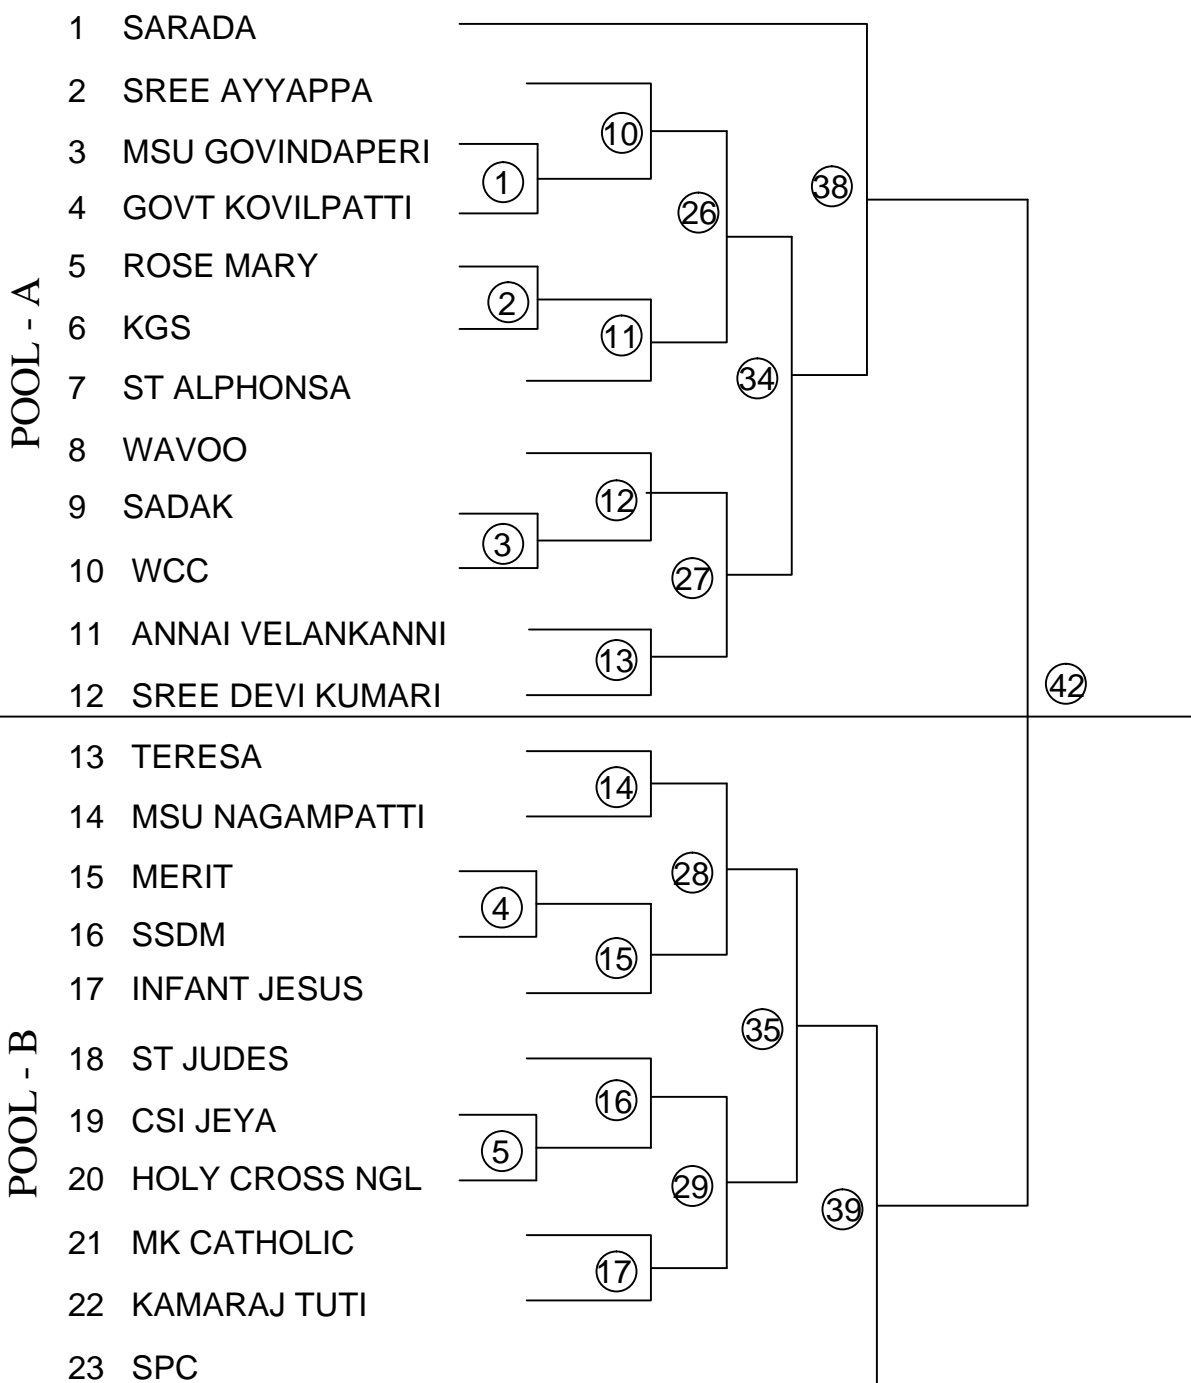 POOL - A
1 SARADA
2 SREE AYYAPPA
3 MSU GOVINDAPERI
4 GOVT KOVILPATTI
5 ROSE MARY
6 KGS
7 ST ALPHONSA
8 WAVOO
9 SADAK
10 WCC
11 ANNAI VELANKANNI
12 SREE DEVI KUMARI
1
2
3
10
11
12
13
26
27
34
38
42
POOL - B
13 TERESA
14 MSU NAGAMPATTI
15 MERIT
16 SSDM
17 INFANT JESUS
18 ST JUDES
19 CSI JEYA
20 HOLY CROSS NGL
21 MK CATHOLIC
22 KAMARAJ TUTI
23 SPC
4
5
14
15
16
17
28
29
35
39